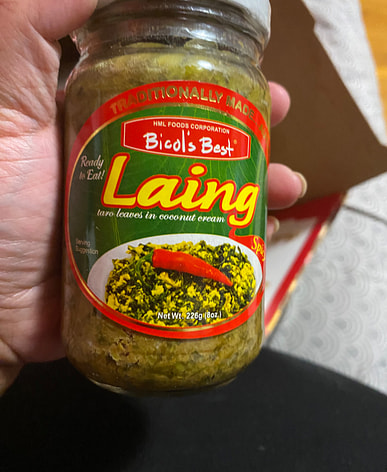 TRADITIONALLY MADE
HML FOODS CORPORATION
Bicol's Best®
Ready
to Eat!
Laing
taro leaves in coconut cream
Serving
Suggestion
Net Wt. 226g (8oz.)